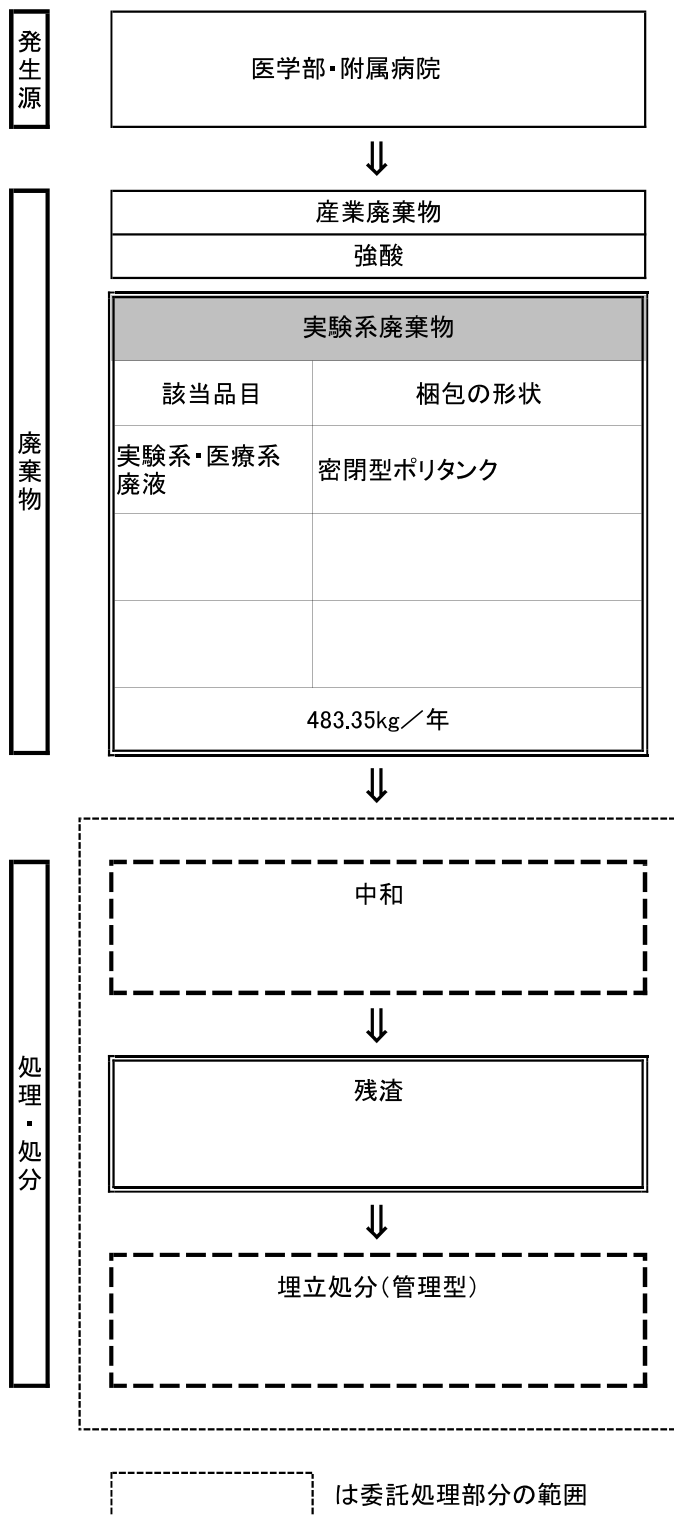 発生源
医学部・附属病院
⇓
廃棄物
産業廃棄物
強酸
実験系廃棄物
該当品目 梱包の形状
実験系・医療系
廃液
密閉型ポリタンク
483.35kg／年
⇓
処理・処分
中和
⇓
残渣
⇓
埋立処分（管理型）
は委託処理部分の範囲